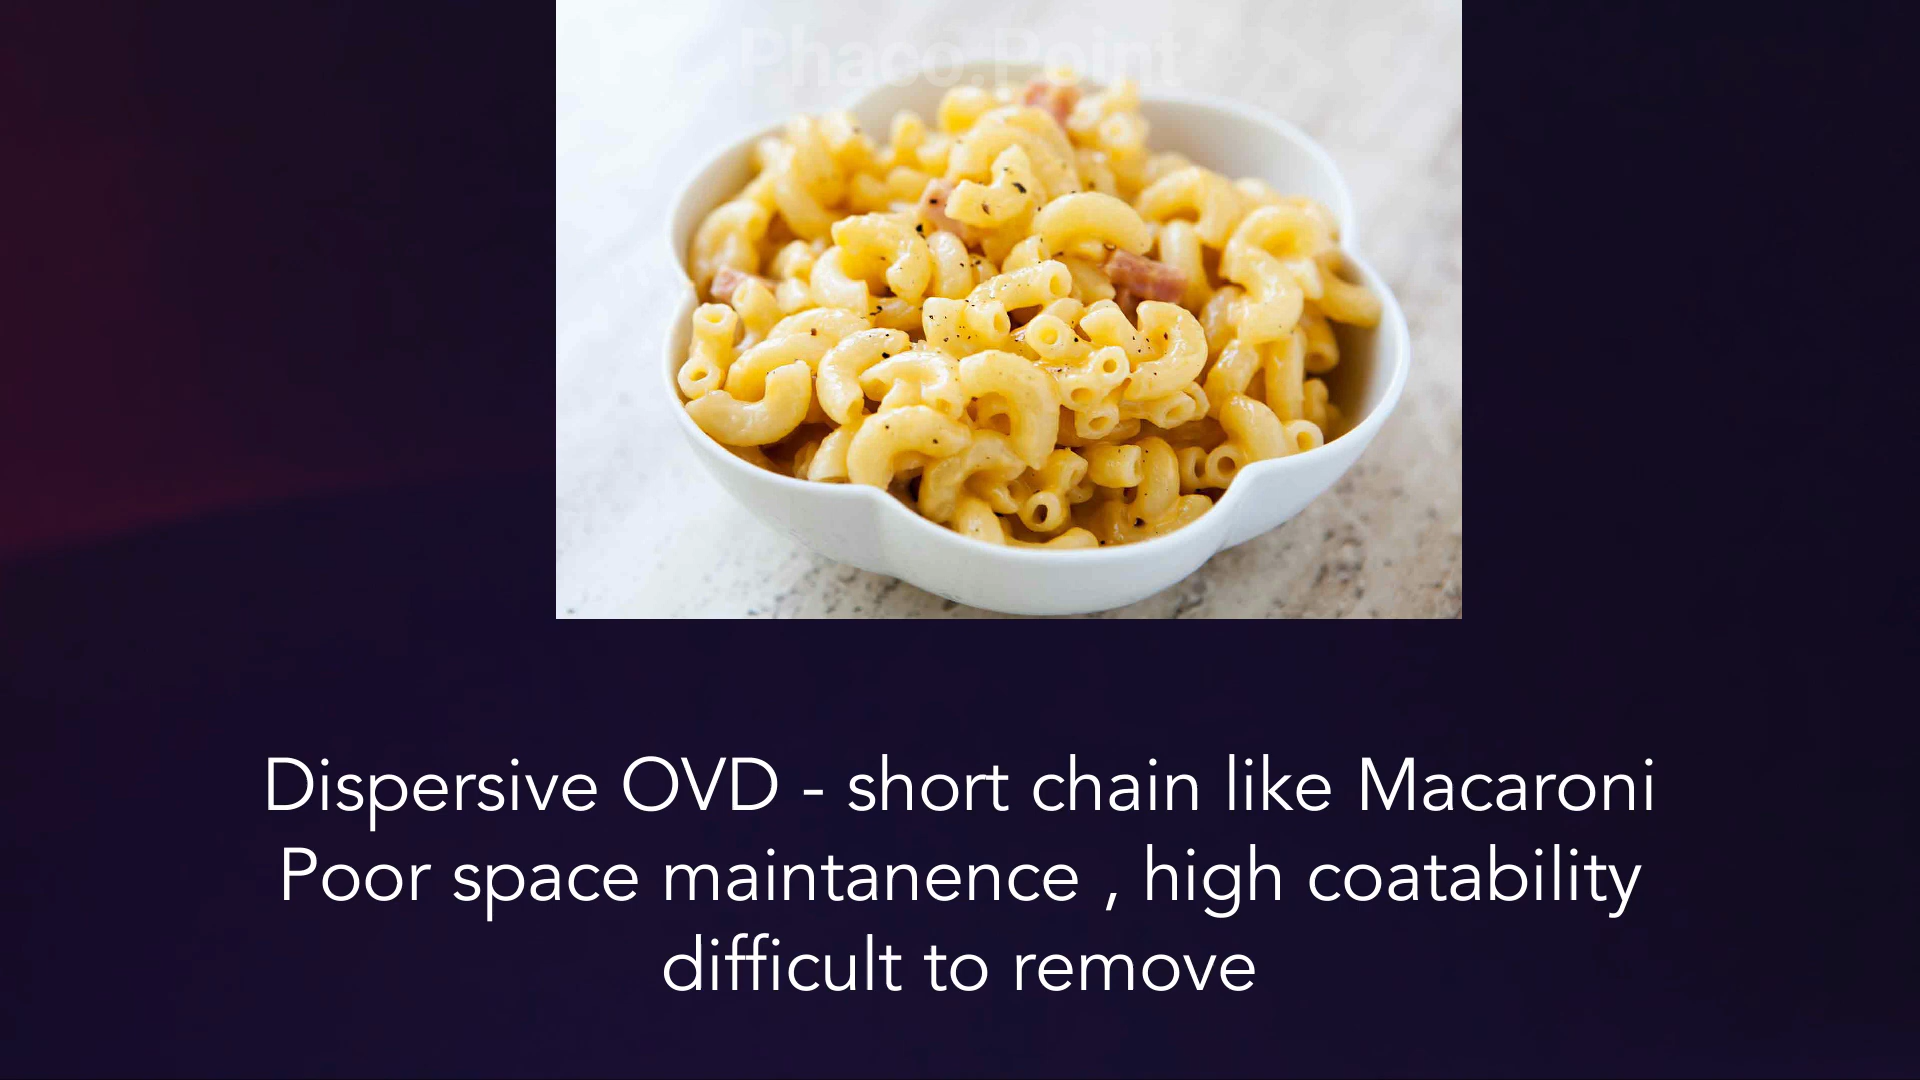 Phaco.Point
Dispersive OVD - short chain like Macaroni
Poor space maintanence , high coatability
difficult to remove